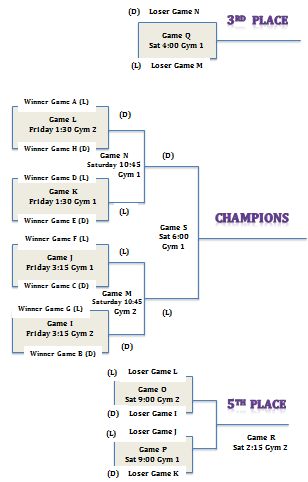 (D) Loser Game N
3RD PLACE
Game Q
Sat 4:00 Gym 1
(L) Loser Game M
Winner Game A (L)
(D)
Game L
Friday 1:30 Gym 2
Winner Game H (D)
Game N
Saturday 10:45
Gym 1
(D)
Winner Game D (L)
Game K
Friday 1:30 Gym 1
Winner Game E (D)
(L)
Game S
Sat 6:00
Gym 1
CHAMPIONS
Winner Game F (L)
(L)
Game J
Friday 3:15 Gym 1
Winner Game C (D)
Game M
Saturday 10:45
Gym 2
(L)
Winner Game G (L)
Game I
Friday 3:15 Gym 2
Winner Game B (D)
(D)
(L) Loser Game L
Game O
Sat 9:00 Gym 2
(D) Loser Game I
5TH PLACE
(L) Loser Game J
Game P
Sat 9:00 Gym 1
(D) Loser Game K
Game R
Sat 2:15 Gym 2